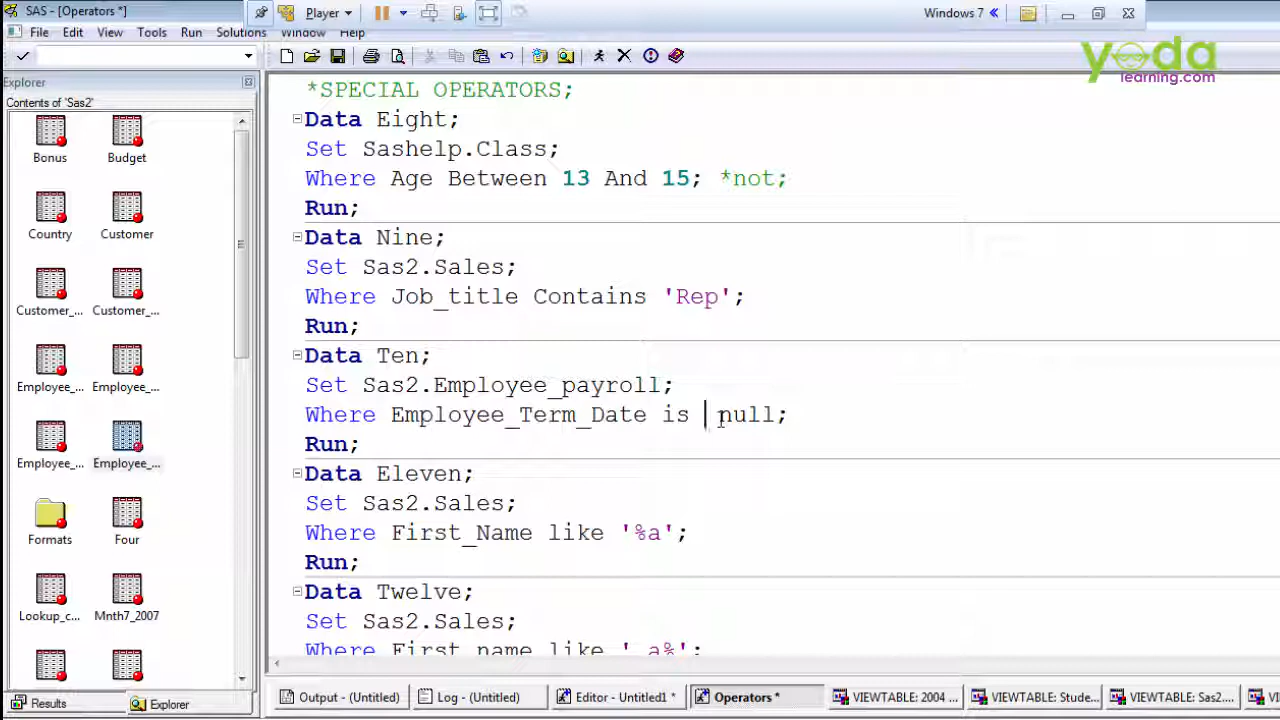 SAS - [Operators *]
Player
Windows 7
File Edit View Tools Run Solutions Window Help
yoda
learning.com
Explorer
Contents of 'Sas2'
Bonus Budget
Country Customer
Customer_... Customer_...
Employee_... Employee_...
Employee_... Employee_...
Formats Four
Lookup_c... Mnth7_2007
Results Explorer
*SPECIAL OPERATORS;
Data Eight;
Set Sashelp.Class;
Where Age Between 13 And 15; *not;
Run;
Data Nine;
Set Sas2.Sales;
Where Job_title Contains 'Rep';
Run;
Data Ten;
Set Sas2.Employee_payroll;
Where Employee_Term_Date is null;
Run;
Data Eleven;
Set Sas2.Sales;
Where First_Name like '%a';
Run;
Data Twelve;
Set Sas2.Sales;
Where First_name like '_a%';
Output - (Untitled) Log - (Untitled) Editor - Untitled1 * Operators * VIEWTABLE: 2004 ... VIEWTABLE: Stude... VIEWTABLE: Sas2....